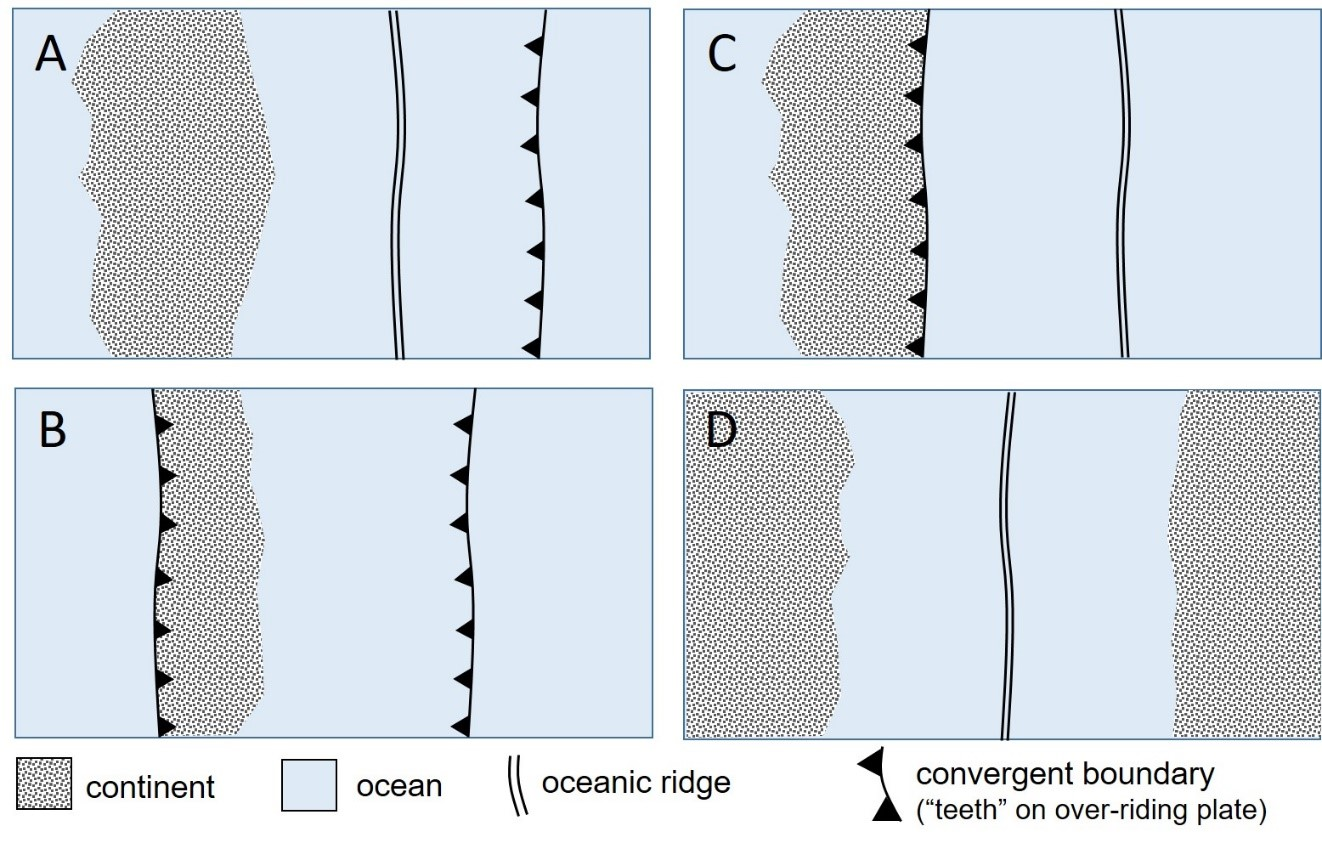 A
C
B
D
continent
ocean
oceanic ridge
convergent boundary
(“teeth” on over-riding plate)